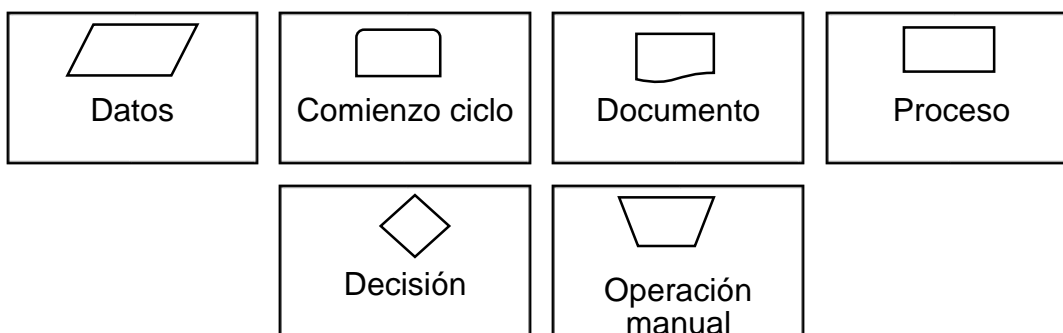 Datos
Comienzo ciclo
Documento
Proceso
Decisión
Operación
manual